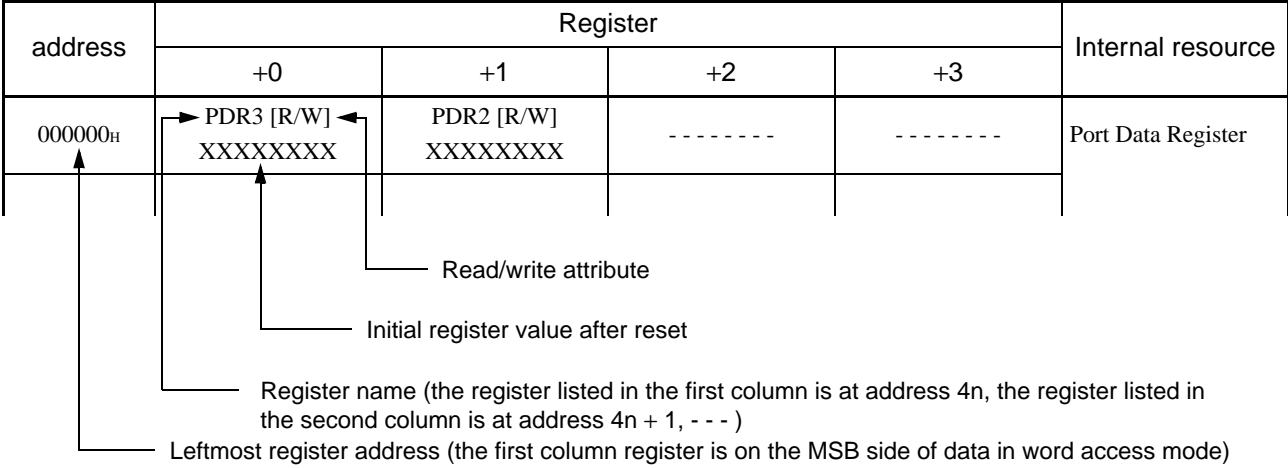 address Register Internal resource
+0 +1 +2 +3
000000H PDR3 [R/W] PDR2 [R/W] - - - - - - - - - - - - - - - - Port Data Register
XXXXXXXX XXXXXXXX
Read/write attribute
Initial register value after reset
Register name (the register listed in the first column is at address 4n, the register listed in
the second column is at address 4n + 1, - - - )
Leftmost register address (the first column register is on the MSB side of data in word access mode)